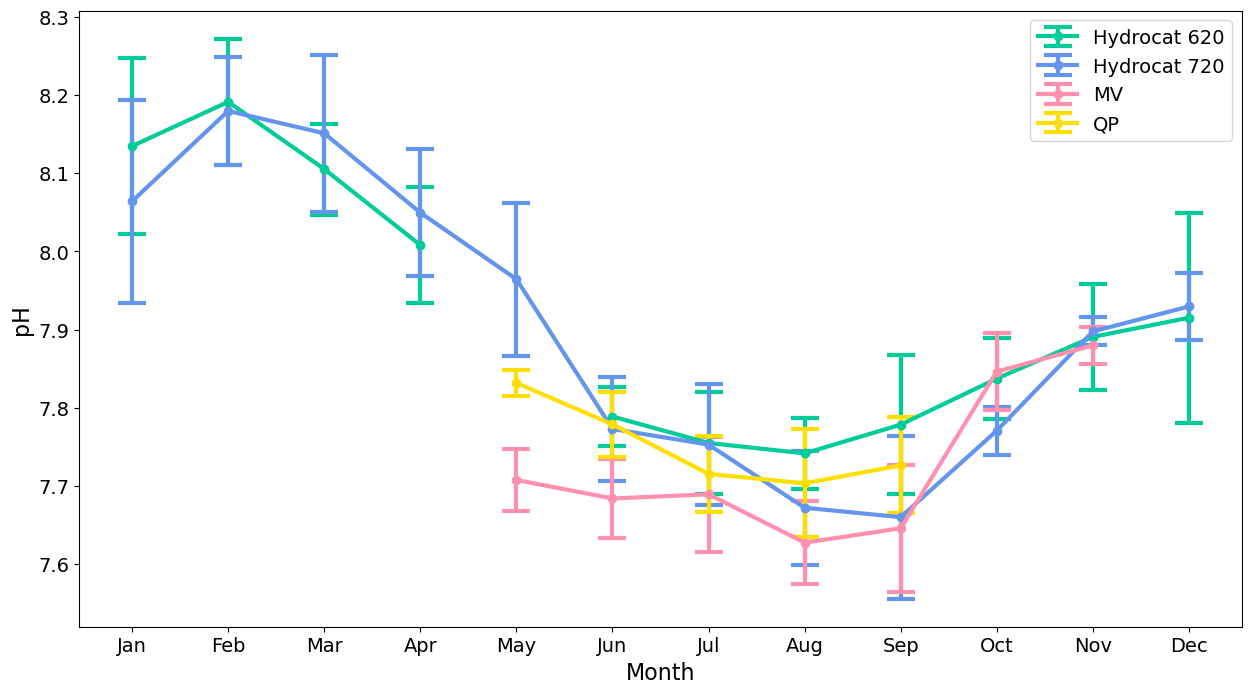 8.3
8.2
8.1
8.0
7.9
7.8
7.7
7.6
pH
Hydrocat 620
Hydrocat 720
MV
QP
Jan Feb Mar Apr May Jun Jul Aug Sep Oct Nov Dec
Month